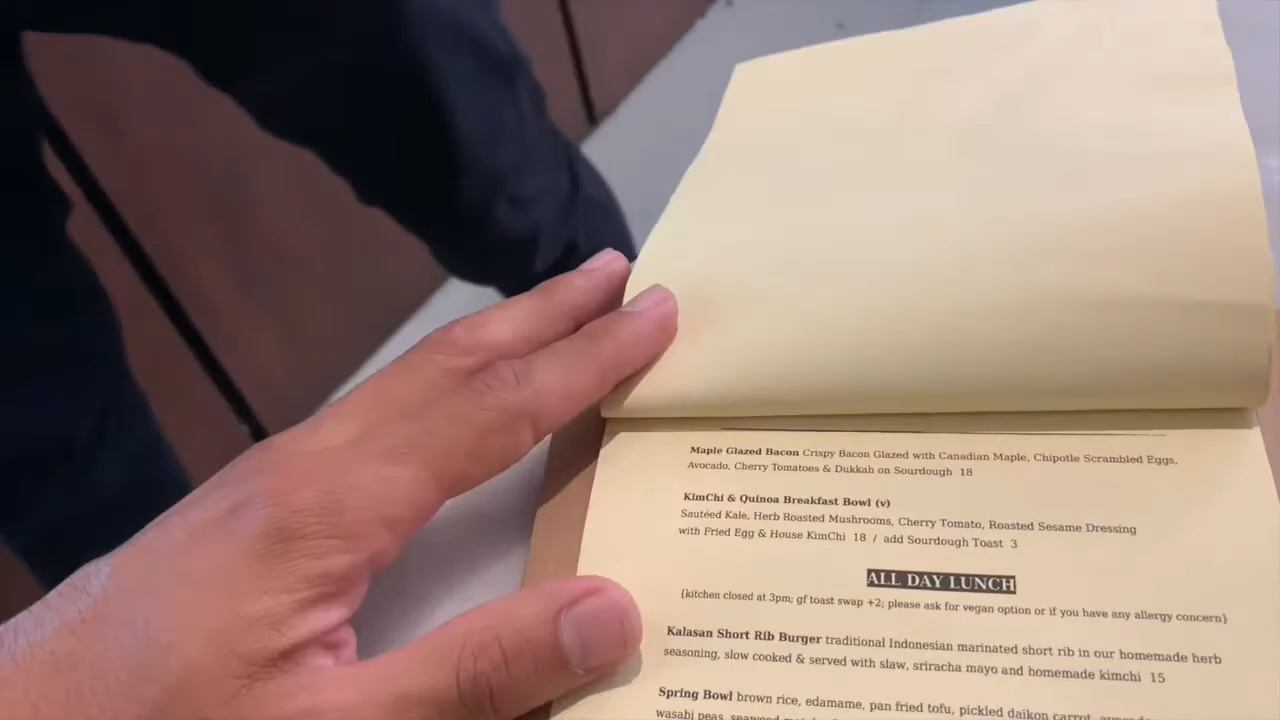 Maple Glazed Bacon Crispy Bacon Glazed with Canadian Maple, Chipotle Scrambled Eggs,
Avocado, Cherry Tomatoes & Dukkah on Sourdough 18
KimChi & Quinoa Breakfast Bowl (v)
Sautéed Kale, Herb Roasted Mushrooms, Cherry Tomato, Roasted Sesame Dressing
with Fried Egg & House KimChi 18 / add Sourdough Toast 3
ALL DAY LUNCH
{kitchen closed at 3pm; gf toast swap +2; please ask for vegan option or if you have any allergy concern}
Kalasan Short Rib Burger traditional Indonesian marinated short rib in our homemade herb
seasoning, slow cooked & served with slaw, sriracha mayo and homemade kimchi 15
Spring Bowl brown rice, edamame, pan fried tofu, pickled daikon carrot,
wasabi peas,